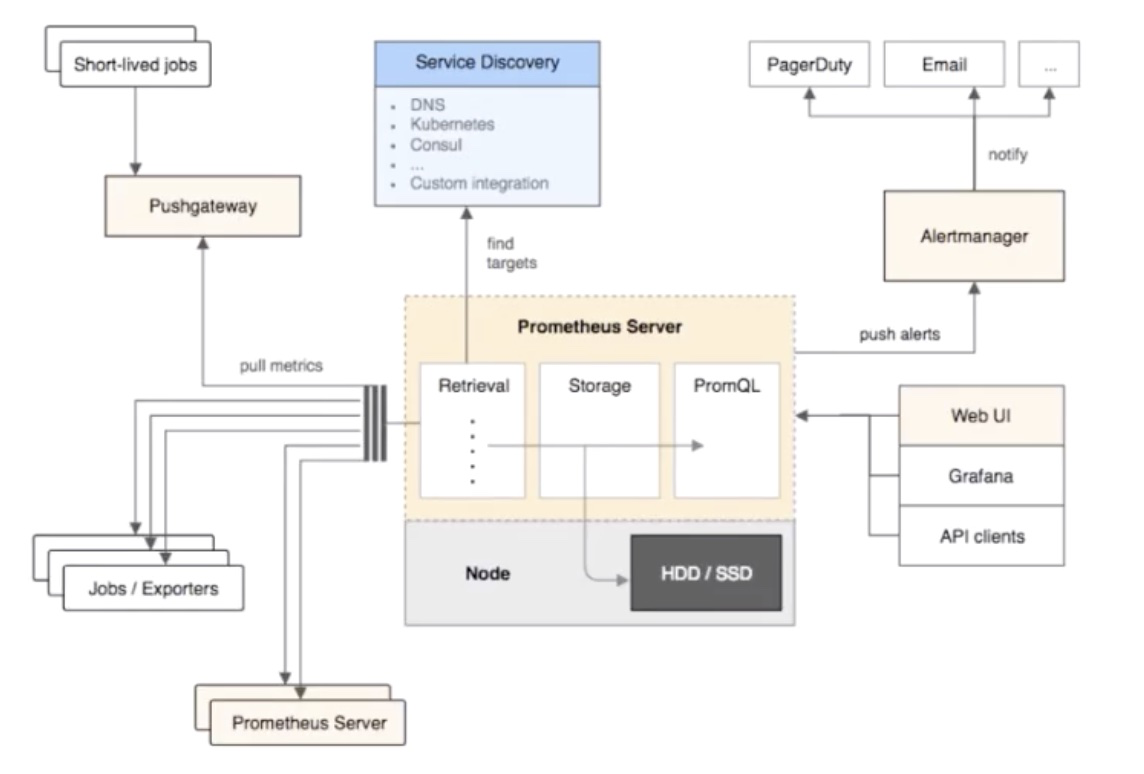 Short-lived jobs
Pushgateway
Service Discovery
• DNS
• Kubernetes
• Consul
• ...
• Custom integration
find
targets
PagerDuty
Email
...
notify
Alertmanager
push alerts
pull metrics
Prometheus Server
Retrieval
Storage
PromQL
Node
HDD / SSD
Web UI
Grafana
API clients
Jobs / Exporters
Prometheus Server